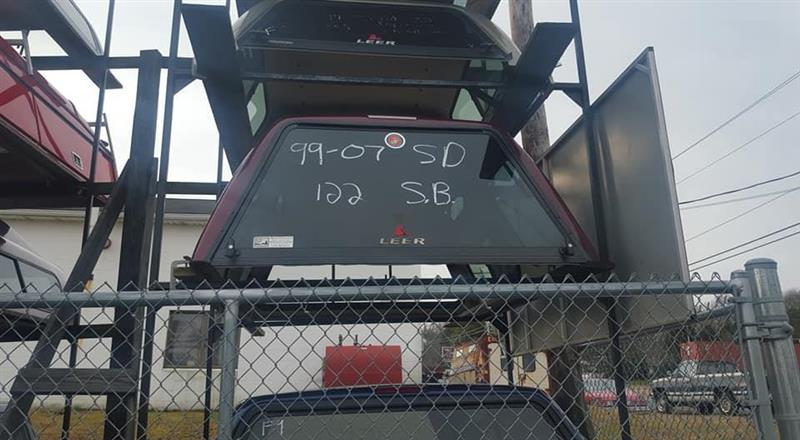 LEER
99-07 SD
122 S.B.
LEER
F1